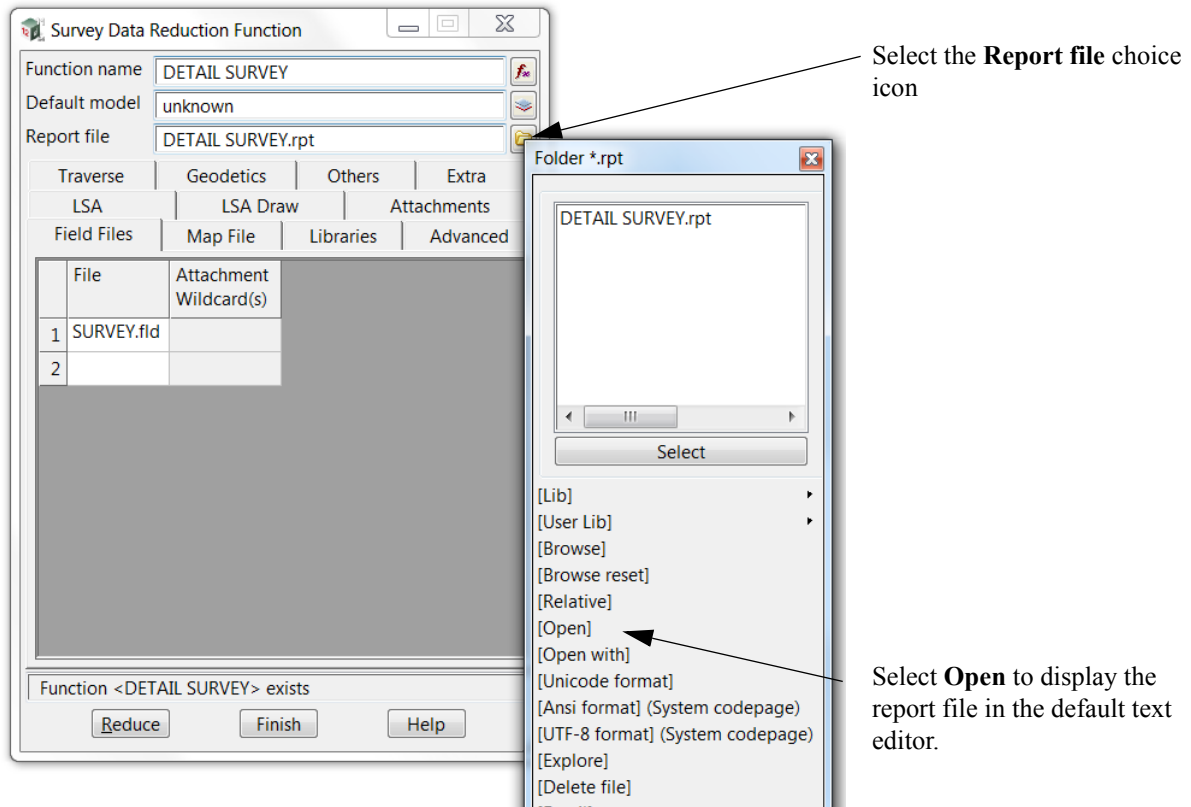 Survey Data Reduction Function
Function name DETAIL SURVEY
Default model unknown
Report file DETAIL SURVEY.rpt
Traverse Geodetics Others Extra
LSA LSA Draw Attachments
Field Files Map File Libraries Advanced
File Attachment
Wildcard(s)
1 SURVEY.fld
2
Function <DETAIL SURVEY> exists
Reduce Finish Help
Select the Report file choice
icon
Folder *.rpt
DETAIL SURVEY.rpt
Select
[Lib]
[User Lib]
[Browse]
[Browse reset]
[Relative]
[Open]
[Open with]
[Unicode format]
[Ansi format] (System codepage)
[UTF-8 format] (System codepage)
[Explore]
[Delete file]
Select Open to display the
report file in the default text
editor.